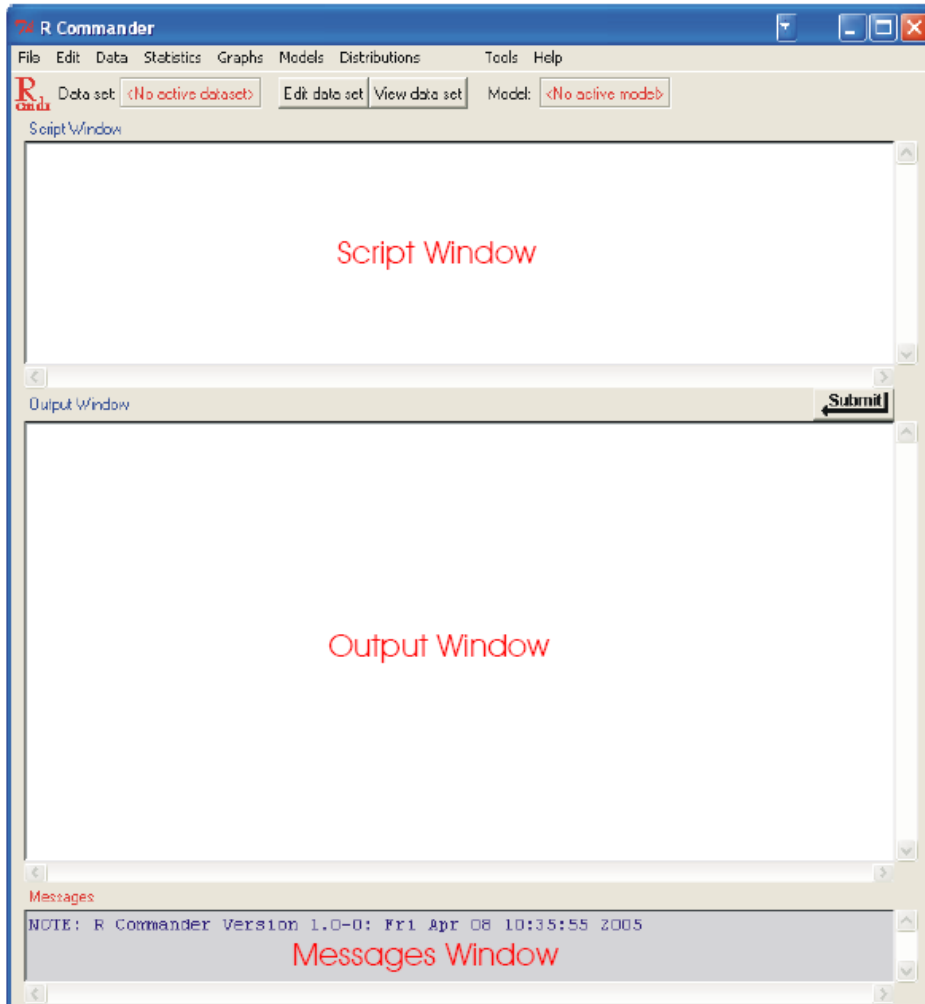 R Commander
File Edit Data Statistics Graphs Models Distributions Tools Help
R cmdr Data set: <No active dataset> Edit data set View data set Model: <No active model>
Script Window
Script Window
Output Window Submit
Output Window
Messages
NOTE: R Commander Version 1.0-0: Fri Apr 08 10:35:55 2005
Messages Window